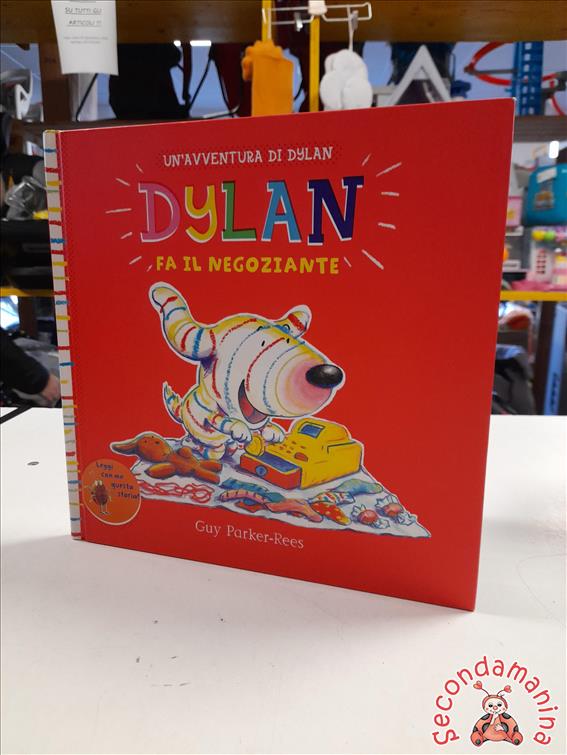 SU TUTTI GLI
ARTICOLI !!!
UN'AVVENTURA DI DYLAN
DYLAN
FA IL NEGOZIANTE
Leggi
con me
questa
storia!
Guy Parker-Rees
Secondamanina